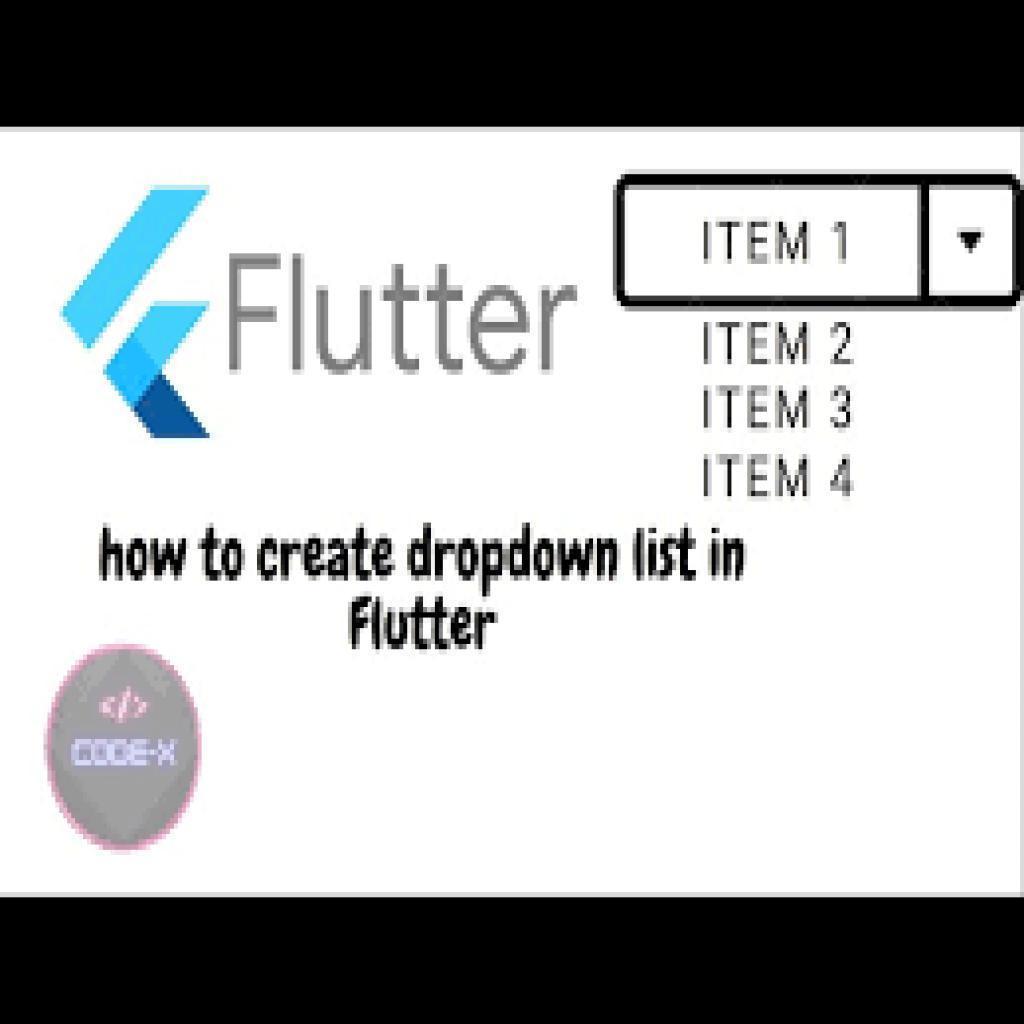 Flutter
ITEM 1
ITEM 2
ITEM 3
ITEM 4
how to create dropdown list in
Flutter
</>
CODE-X